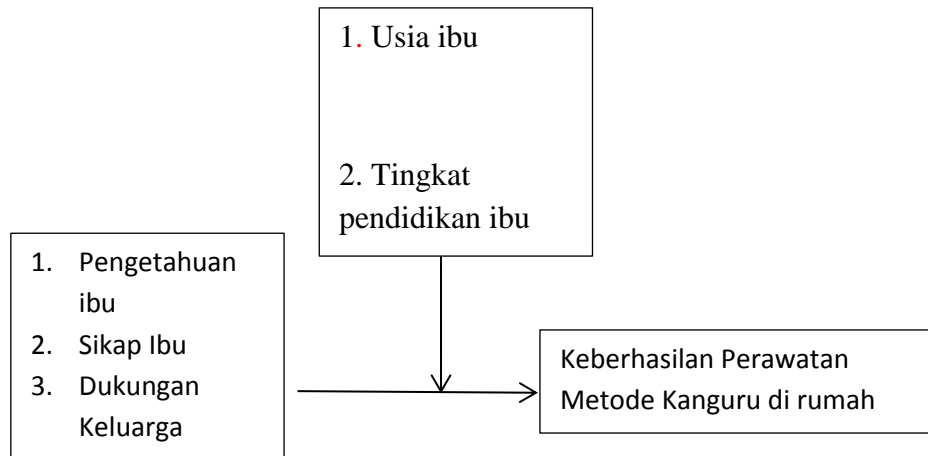 1. Usia ibu
2. Tingkat
pendidikan ibu
1. Pengetahuan
ibu
2. Sikap Ibu
3. Dukungan
Keluarga
Keberhasilan Perawatan
Metode Kanguru di rumah